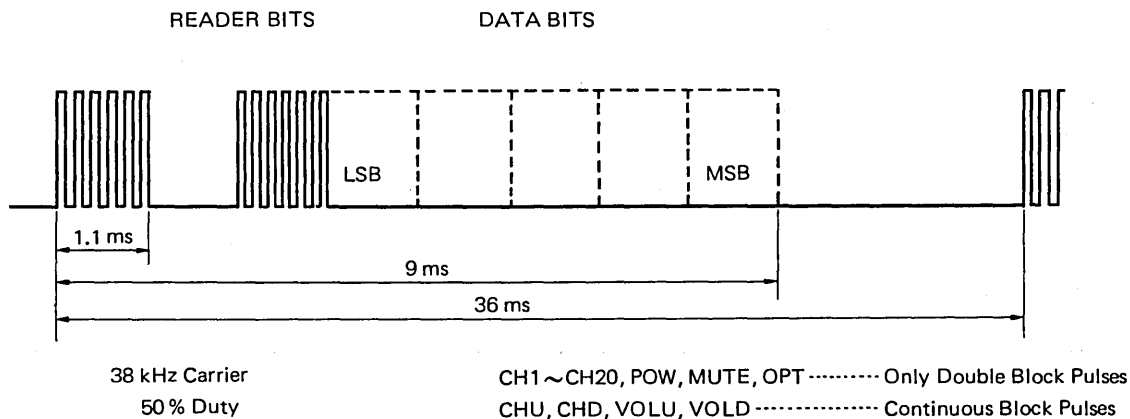 READER BITS DATA BITS
LSB MSB
1.1 ms
9 ms
36 ms
38 kHz Carrier CH1~CH20, POW, MUTE, OPT ---------- Only Double Block Pulses
50% Duty CHU, CHD, VOLU, VOLD ---------- Continuous Block Pulses